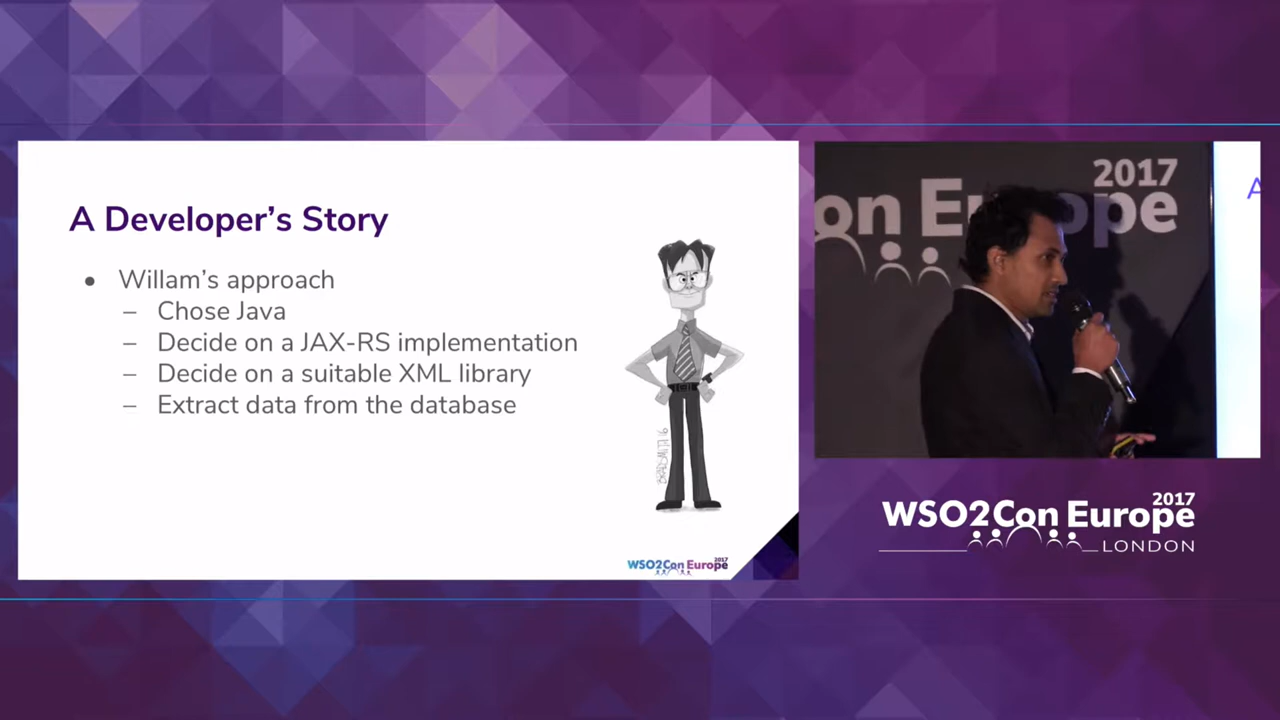 A Developer's Story
● Willam's approach
– Chose Java
– Decide on a JAX-RS implementation
– Decide on a suitable XML library
– Extract data from the database
WSO2Con Europe 2017
2017
on Europe
A
WSO2Con Europe 2017
LONDON